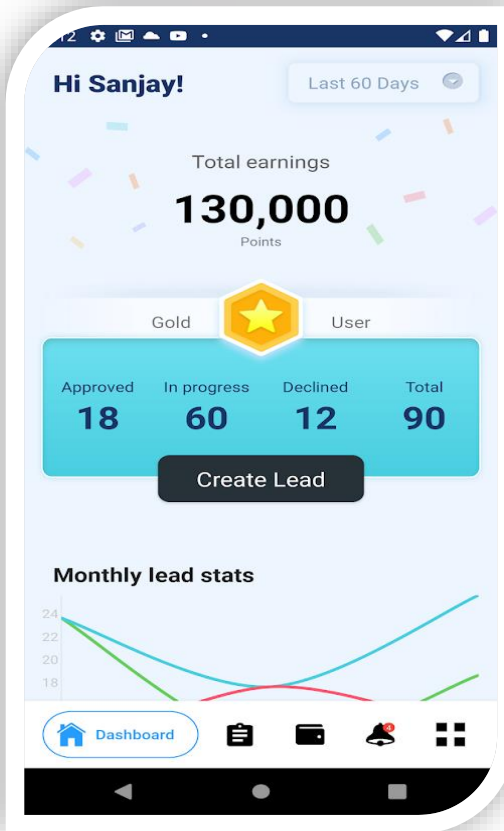 12
Hi Sanjay!
Last 60 Days
Total earnings
130,000
Points
Gold User
Approved In progress Declined Total
18 60 12 90
Create Lead
Monthly lead stats
24
22
20
18
Dashboard
4